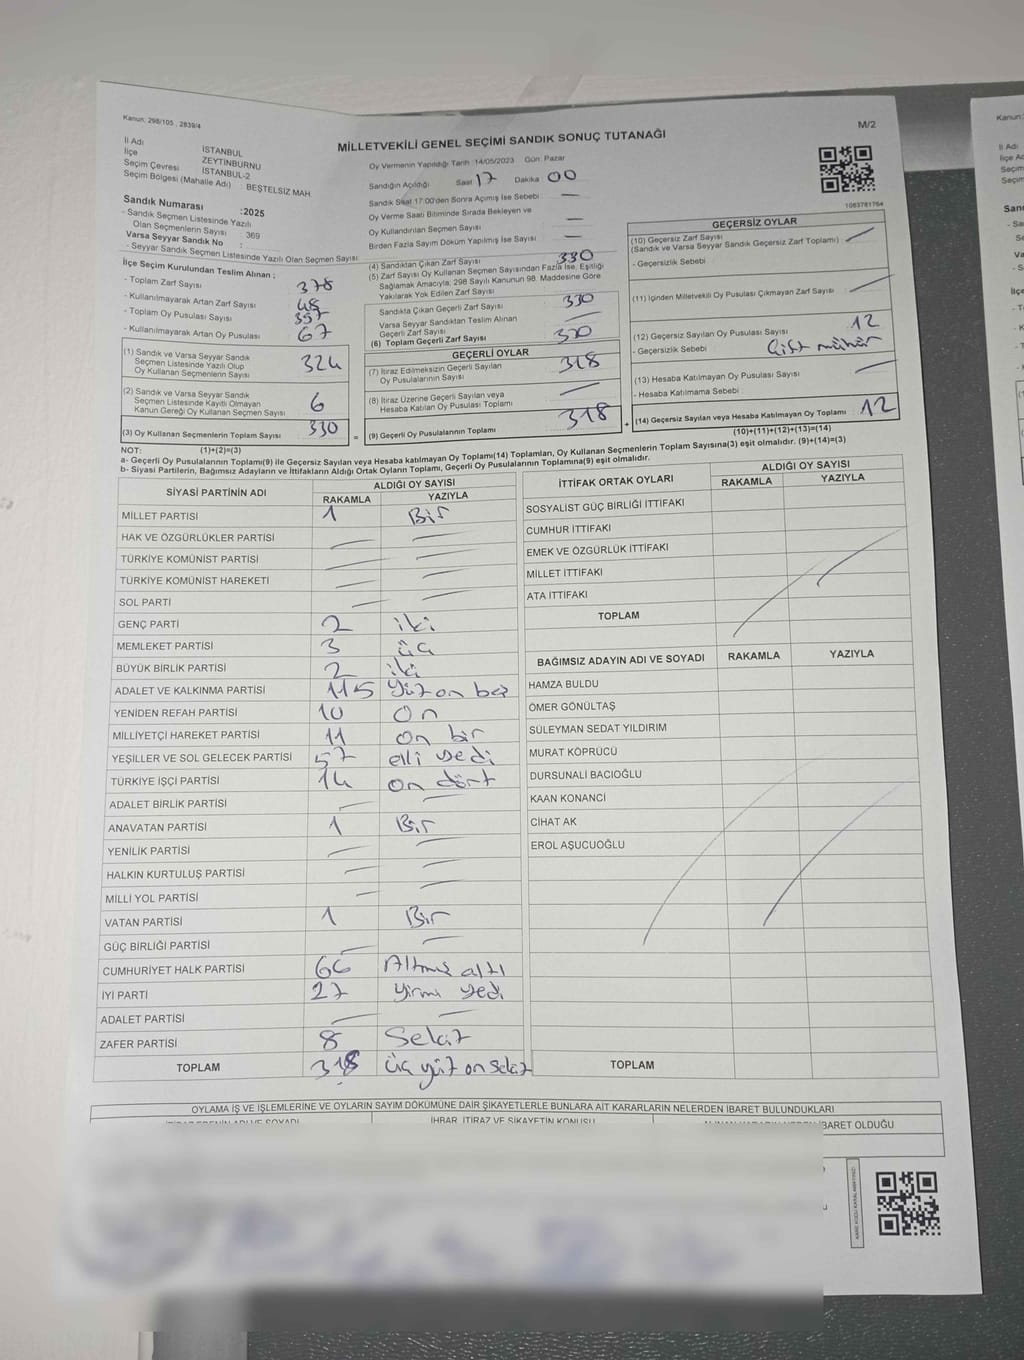 Kanun: 298/105 , 2839/4
M/2
MİLLETVEKİLİ GENEL SEÇİMİ SANDIK SONUÇ TUTANAĞI
İl Adı İSTANBUL
İlçe ZEYTİNBURNU
Seçim Çevresi İSTANBUL-2
Seçim Bölgesi (Mahalle Adı) : BEŞTELSİZ MAH.
Sandık Numarası :2025
- Sandık Seçmen Listesinde Yazılı
Olan Seçmenlerin Sayısı : 369
Varsa Seyyar Sandık No :
- Seyyar Sandık Seçmen Listesinde Yazılı Olan Seçmen Sayısı :
Oy Vermenin Yapıldığı Tarih :14/05/2023 Gün: Pazar
Sandığın Açıldığı Saat 17 Dakika 00
Sandık Saat 17:00'den Sonra Açımış İse Sebebi —
Oy Verme Saati Bitiminde Sırada Bekleyen ve
Oy Kullandırılan Seçmen Sayısı —
Birden Fazla Sayım Döküm Yapılmış İse Sayısı —
1083781764
İlçe Seçim Kurulundan Teslim Alınan ;
- Toplam Zarf Sayısı 378
- Kullanılmayarak Artan Zarf Sayısı : 48
- Toplam Oy Pusulası Sayısı 397
- Kullanılmayarak Artan Oy Pusulası : 67
(1) Sandık ve Varsa Seyyar Sandık
Seçmen Listesinde Yazılı Olup
Oy Kullanan Seçmenlerin Sayısı 324
(2) Sandık ve Varsa Seyyar Sandık
Seçmen Listesinde Kayıtlı Olmayan
Kanun Gereği Oy Kullanan Seçmen Sayısı : 6
(3) Oy Kullanan Seçmenlerin Toplam Sayısı : 330
(1)+(2)=(3)
(4) Sandıktan Çıkan Zarf Sayısı 330
(5) Zarf Sayısı Oy Kullanan Seçmen Sayısından Fazla İse, Eşitliği
Sağlamak Amacıyla; 298 Sayılı Kanunun 98. Maddesine Göre
Yakılarak Yok Edilen Zarf Sayısı
Sandıkta Çıkan Geçerli Zarf Sayısı 330
Varsa Seyyar Sandıktan Teslim Alınan
Geçerli Zarf Sayısı —
(6) Toplam Geçerli Zarf Sayısı 330
GEÇERLİ OYLAR
(7) İtiraz Edilmeksizin Geçerli Sayılan
Oy Pusulalarının Sayısı : 318
(8) İtiraz Üzerine Geçerli Sayılan veya
Hesaba Katılan Oy Pusulası Toplamı : —
= (9) Geçerli Oy Pusulalarının Toplamı : 318
GEÇERSİZ OYLAR
(10) Geçersiz Zarf Sayısı
(Sandık ve Varsa Seyyar Sandık Geçersiz Zarf Toplamı) : —
- Geçersizlik Sebebi
(11) İçinden Milletvekili Oy Pusulası Çıkmayan Zarf Sayısı : —
(12) Geçersiz Sayılan Oy Pusulası Sayısı : 12
- Geçersizlik Sebebi : Çift mühür
(13) Hesaba Katılmayan Oy Pusulası Sayısı : —
- Hesaba Katılmama Sebebi :
+ (14) Geçersiz Sayılan veya Hesaba Katılmayan Oy Toplamı : 12
(10)+(11)+(12)+(13)=(14)
NOT:
a- Geçerli Oy Pusulalarının Toplamı(9) ile Geçersiz Sayılan veya Hesaba Katılmayan Oy Toplamı(14) Toplamları, Oy Kullanan Seçmenlerin Toplam Sayısına(3) eşit olmalıdır. (9)+(14)=(3)
b- Siyasi Partilerin, Bağımsız Adayların ve İttifakların Aldığı Oyların Toplamı, Geçerli Oy Pusulalarının Toplamına(9) eşit olmalıdır.
SİYASİ PARTİNİN ADI ALDIĞI OY SAYISI
RAKAMLA YAZIYLA
MİLLET PARTİSİ 1 Bir
HAK VE ÖZGÜRLÜKLER PARTİSİ — —
TÜRKİYE KOMÜNİST PARTİSİ — —
TÜRKİYE KOMÜNİST HAREKETİ — —
SOL PARTİ — —
GENÇ PARTİ 2 iki
MEMLEKET PARTİSİ 3 üç
BÜYÜK BİRLİK PARTİSİ 2 iki
ADALET VE KALKINMA PARTİSİ 115 Yüz on beş
YENİDEN REFAH PARTİSİ 10 On
MİLLİYETÇİ HAREKET PARTİSİ 11 on bir
YEŞİLLER VE SOL GELECEK PARTİSİ 57 elli yedi
TÜRKİYE İŞÇİ PARTİSİ 14 on dört
ADALET BİRLİK PARTİSİ — —
ANAVATAN PARTİSİ 1 Bir
YENİLİK PARTİSİ — —
HALKIN KURTULUŞ PARTİSİ — —
MİLLİ YOL PARTİSİ — —
VATAN PARTİSİ 1 Bir
GÜÇ BİRLİĞİ PARTİSİ — —
CUMHURİYET HALK PARTİSİ 66 Altmış altı
İYİ PARTİ 27 yirmi yedi
ADALET PARTİSİ — —
ZAFER PARTİSİ 8 Sekiz
TOPLAM 318 Üç yüz on sekiz
İTTİFAK ORTAK OYLARI ALDIĞI OY SAYISI
RAKAMLA YAZIYLA
SOSYALİST GÜÇ BİRLİĞİ İTTİFAKI
CUMHUR İTTİFAKI
EMEK VE ÖZGÜRLÜK İTTİFAKI
MİLLET İTTİFAKI
ATA İTTİFAKI
TOPLAM
BAĞIMSIZ ADAYIN ADI VE SOYADI RAKAMLA YAZIYLA
HAMZA BULDU
ÖMER GÖNÜLTAŞ
SÜLEYMAN SEDAT YILDIRIM
MURAT KÖPRÜCÜ
DURSUNALİ BACIOĞLU
KAAN KONANCİ
CİHAT AK
EROL AŞUCUOĞLU
TOPLAM
OYLAMA İŞ VE İŞLEMLERİNE VE OYLARIN SAYIM DÖKÜMÜNE DAİR ŞİKAYETLERLE BUNLARA AİT KARARLARIN NELERDEN İBARET BULUNDUKLARI
İHBAR, İTİRAZ VE ŞİKAYETİN KONUSU
İBARET OLDUĞU